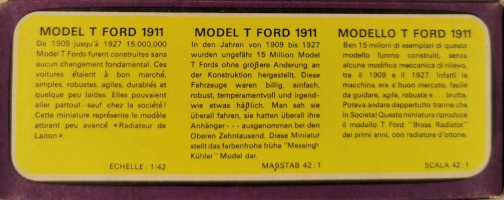 MODEL T FORD 1911
De 1909 jusqu'à 1927 15,000,000
Model T Fords furent construites sans
aucun changement fondamental. Ces
voitures étaient à bon marché,
simples, robustes, agiles, durables et
quelque peu laides. Elles pouvaient
aller partout—sauf chez la société!
Cette miniature représente le modèle
attirant peu avancé «Radiateur de
Laiton».
ECHELLE: 1:42
MODEL T FORD 1911
In den Jahren von 1909 bis 1927
wurden ungefähr 15 Million Model
T Fords ohne größere Anderung an
der Konstruktion hergestellt. Diese
Fahrzeuge waren billig, einfach,
robust, temperamentvoll und irgend-
wie etwas häßlich. Man sah sie
überall fahren, sie hatten überall ihre
Anhänger - - - ausgenommen bei den
Oberen Zehntausend. Diese Miniatur
stellt das farbenfrohe frühe "Messing-
Kühler" Model dar.
MAßSTAB 42:1
MODELLO T FORD 1911
Ben 15 milioni di esemplari di questo
modello furono construiti, senza
alcuna modifica meccanica di rilievo,
tra il 1909 e il 1927. Infatti la
macchina era a buon mercato, facile
da guidare, agile, robusta e... brutta.
Poteva andare dappertutto tranne che
in Societa! Questo miniatura riproduce
il modello T Ford "Brass Radiator"
dei primi anni, con radiatore d'ottone.
SCALA 42:1